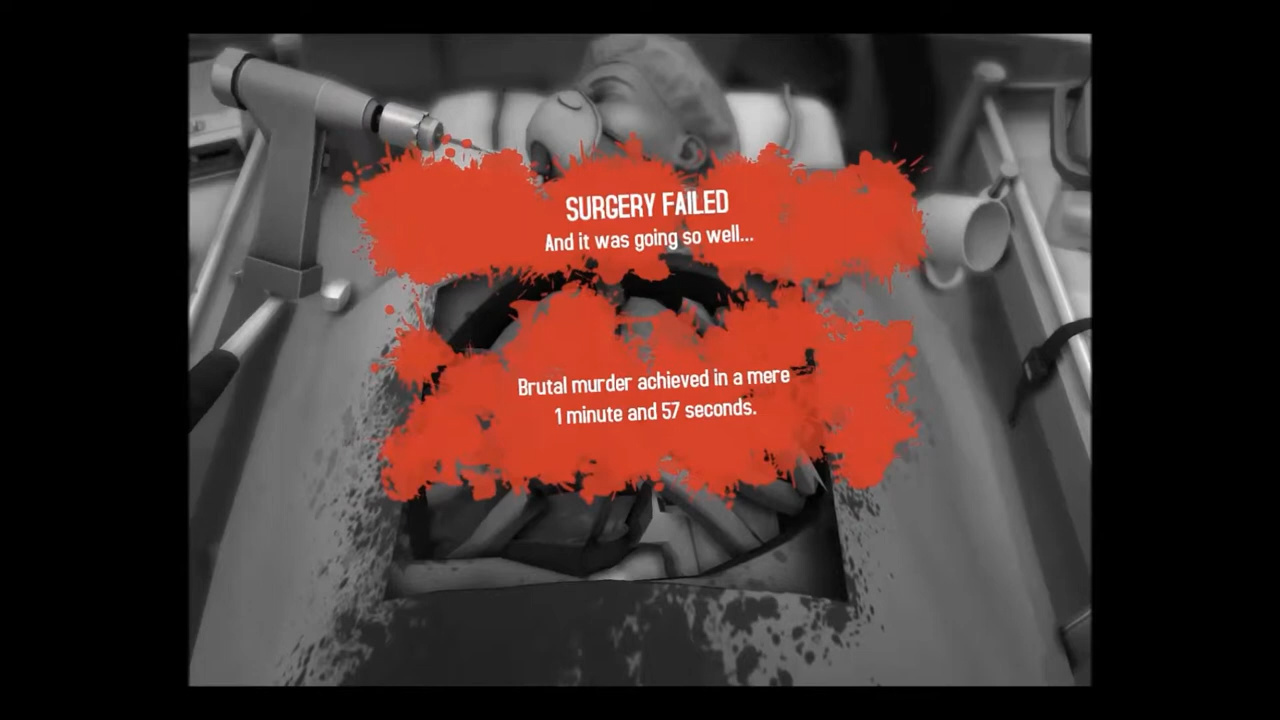 SURGERY FAILED
And it was going so well...
Brutal murder achieved in a mere
1 minute and 57 seconds.